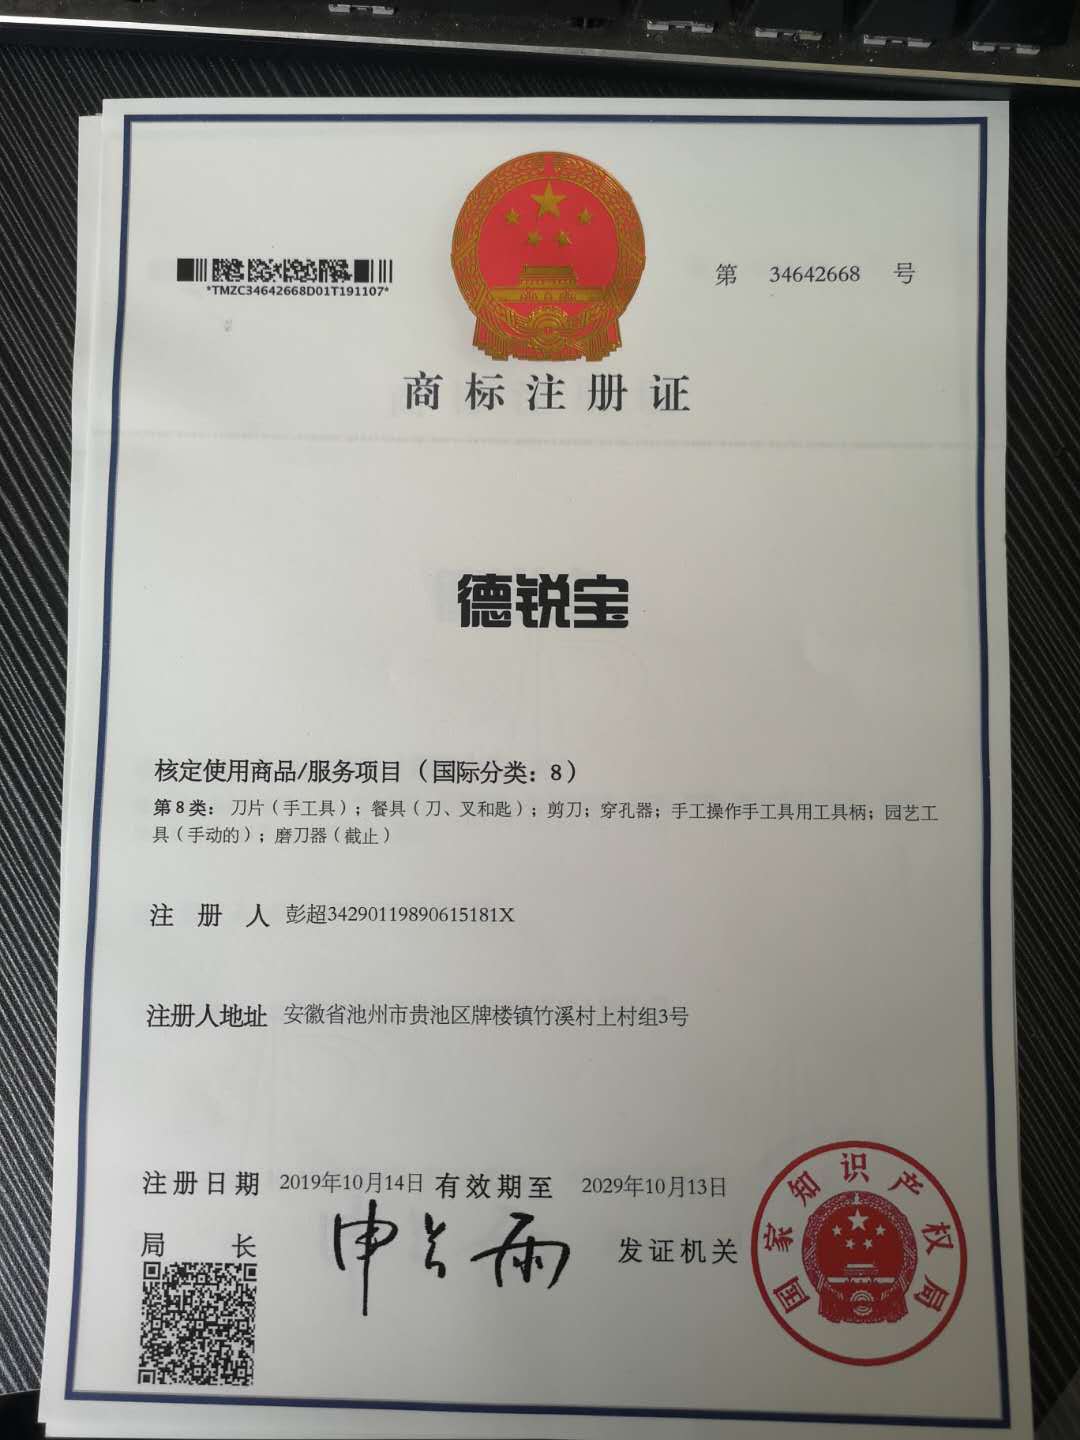 *TMZC34642668D01T191107*
第 34642668 号
商标注册证
德锐宝
核定使用商品/服务项目（国际分类：8）
第8类：刀片（手工具）；餐具（刀、叉和匙）；剪刀；穿孔器；手工操作手工具用工具柄；园艺工
具（手动的）；磨刀器（截止）
注册人 彭超34290119890615181X
注册人地址 安徽省池州市贵池区牌楼镇竹溪村上村组3号
注册日期 2019年10月14日 有效期至 2029年10月13日
局长 申长雨 发证机关
国家知识产权局